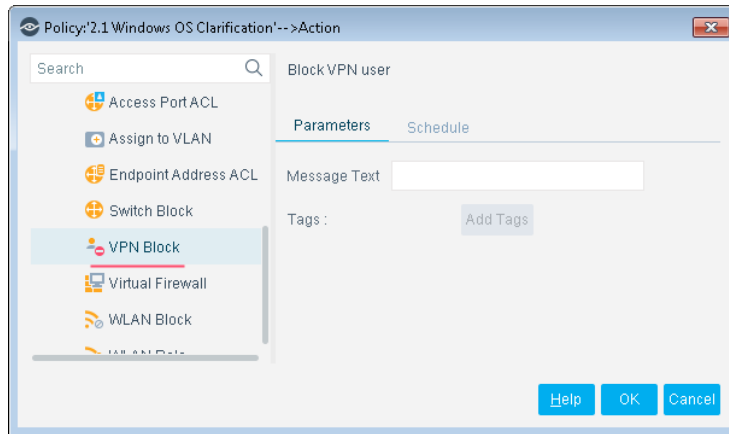 Policy:'2.1 Windows OS Clarification'-->Action
Search
Access Port ACL
Assign to VLAN
Endpoint Address ACL
Switch Block
VPN Block
Virtual Firewall
WLAN Block
Block VPN user
Parameters Schedule
Message Text
Tags : Add Tags
Help OK Cancel